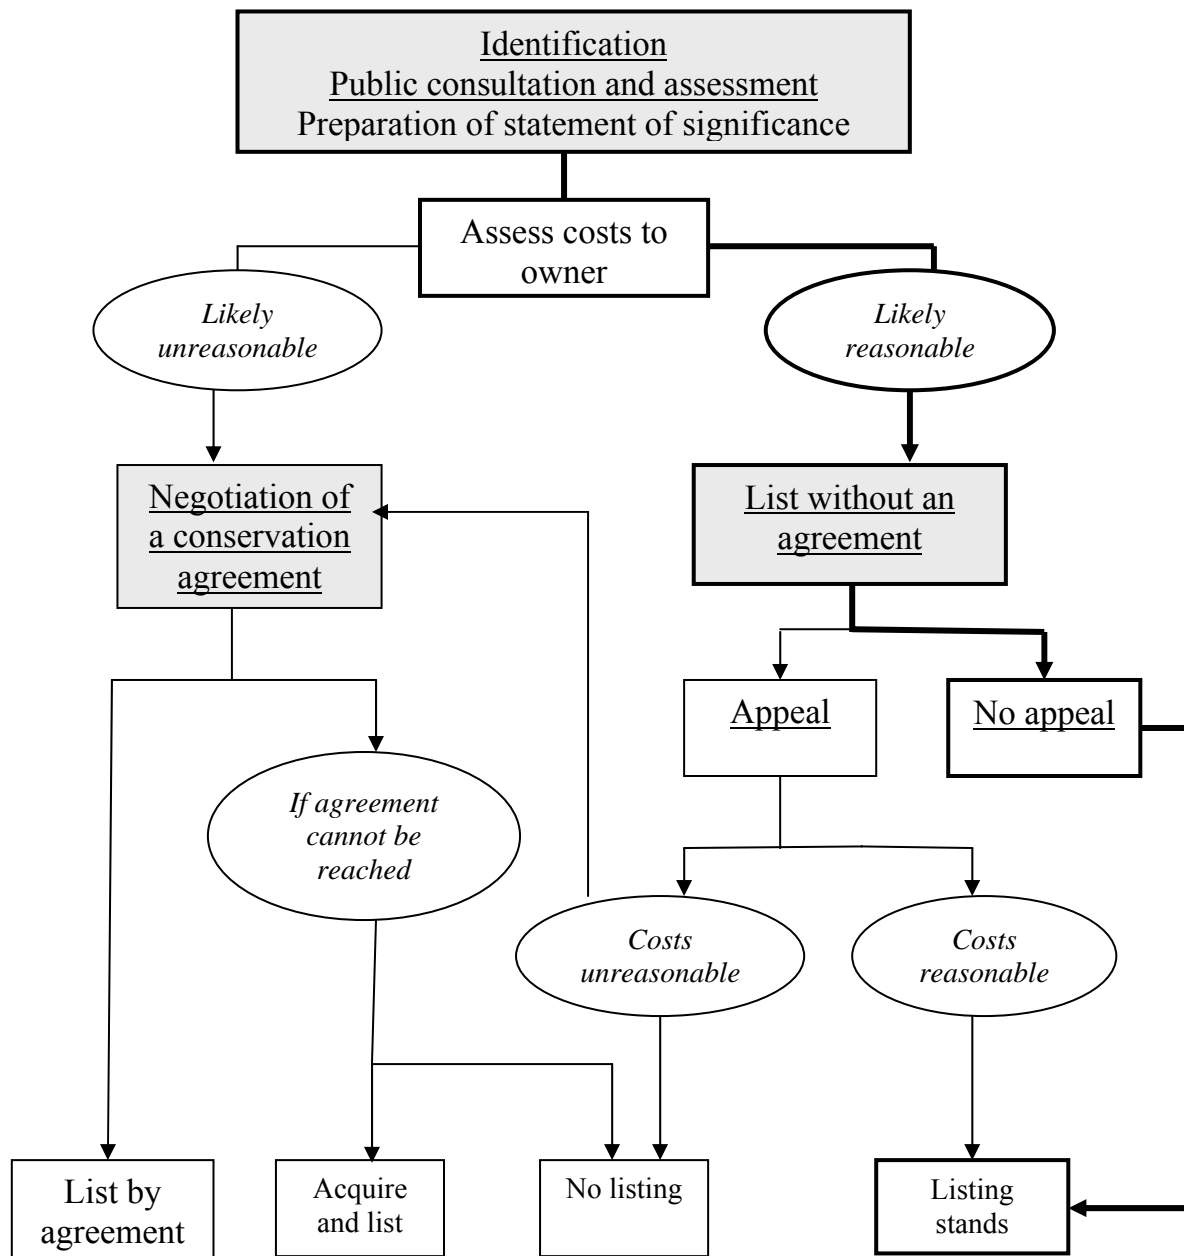 Identification
Public consultation and assessment
Preparation of statement of significance
Assess costs to
owner
Likely
unreasonable
Likely
reasonable
Negotiation of
a conservation
agreement
List without an
agreement
Appeal
No appeal
If agreement
cannot be
reached
Costs
unreasonable
Costs
reasonable
List by
agreement
Acquire
and list
No listing
Listing
stands